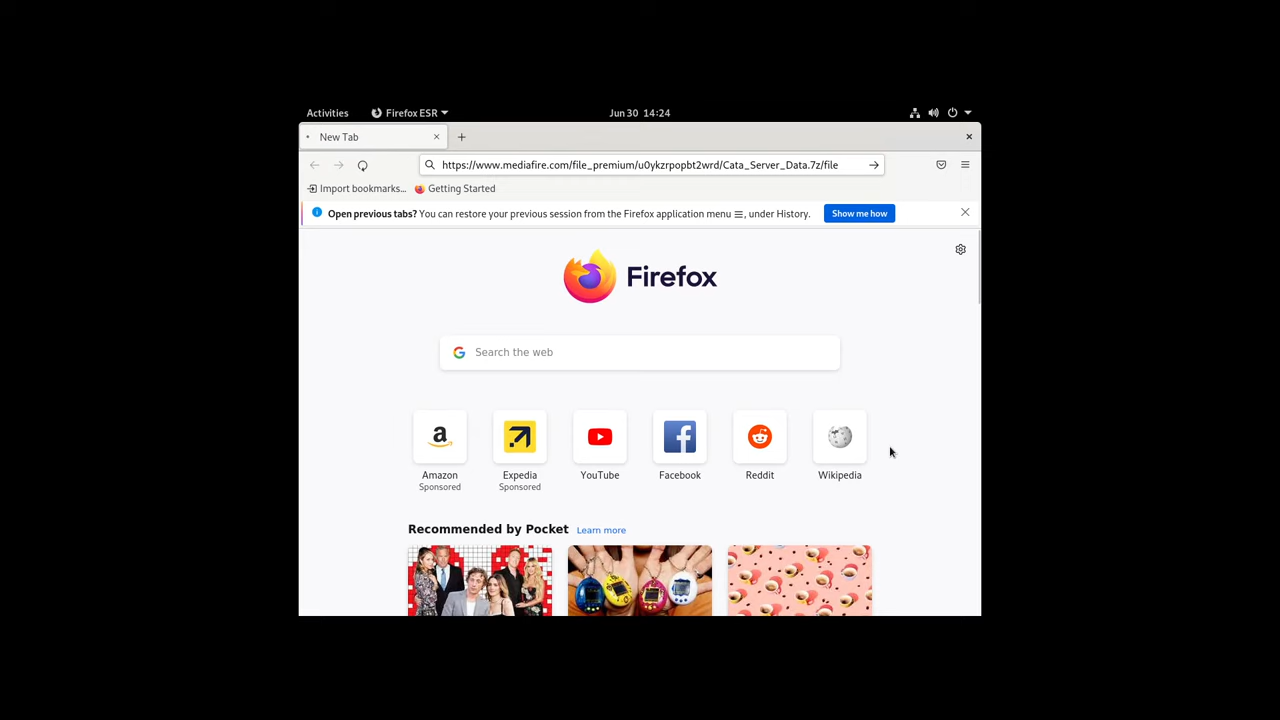 Activities Firefox ESR Jun 30 14:24
New Tab
https://www.mediafire.com/file_premium/u0ykzrpopbt2wrd/Cata_Server_Data.7z/file
Import bookmarks... Getting Started
Open previous tabs? You can restore your previous session from the Firefox application menu ☰, under History. Show me how
Firefox
Search the web
Amazon Expedia YouTube Facebook Reddit Wikipedia
Sponsored Sponsored
Recommended by Pocket Learn more